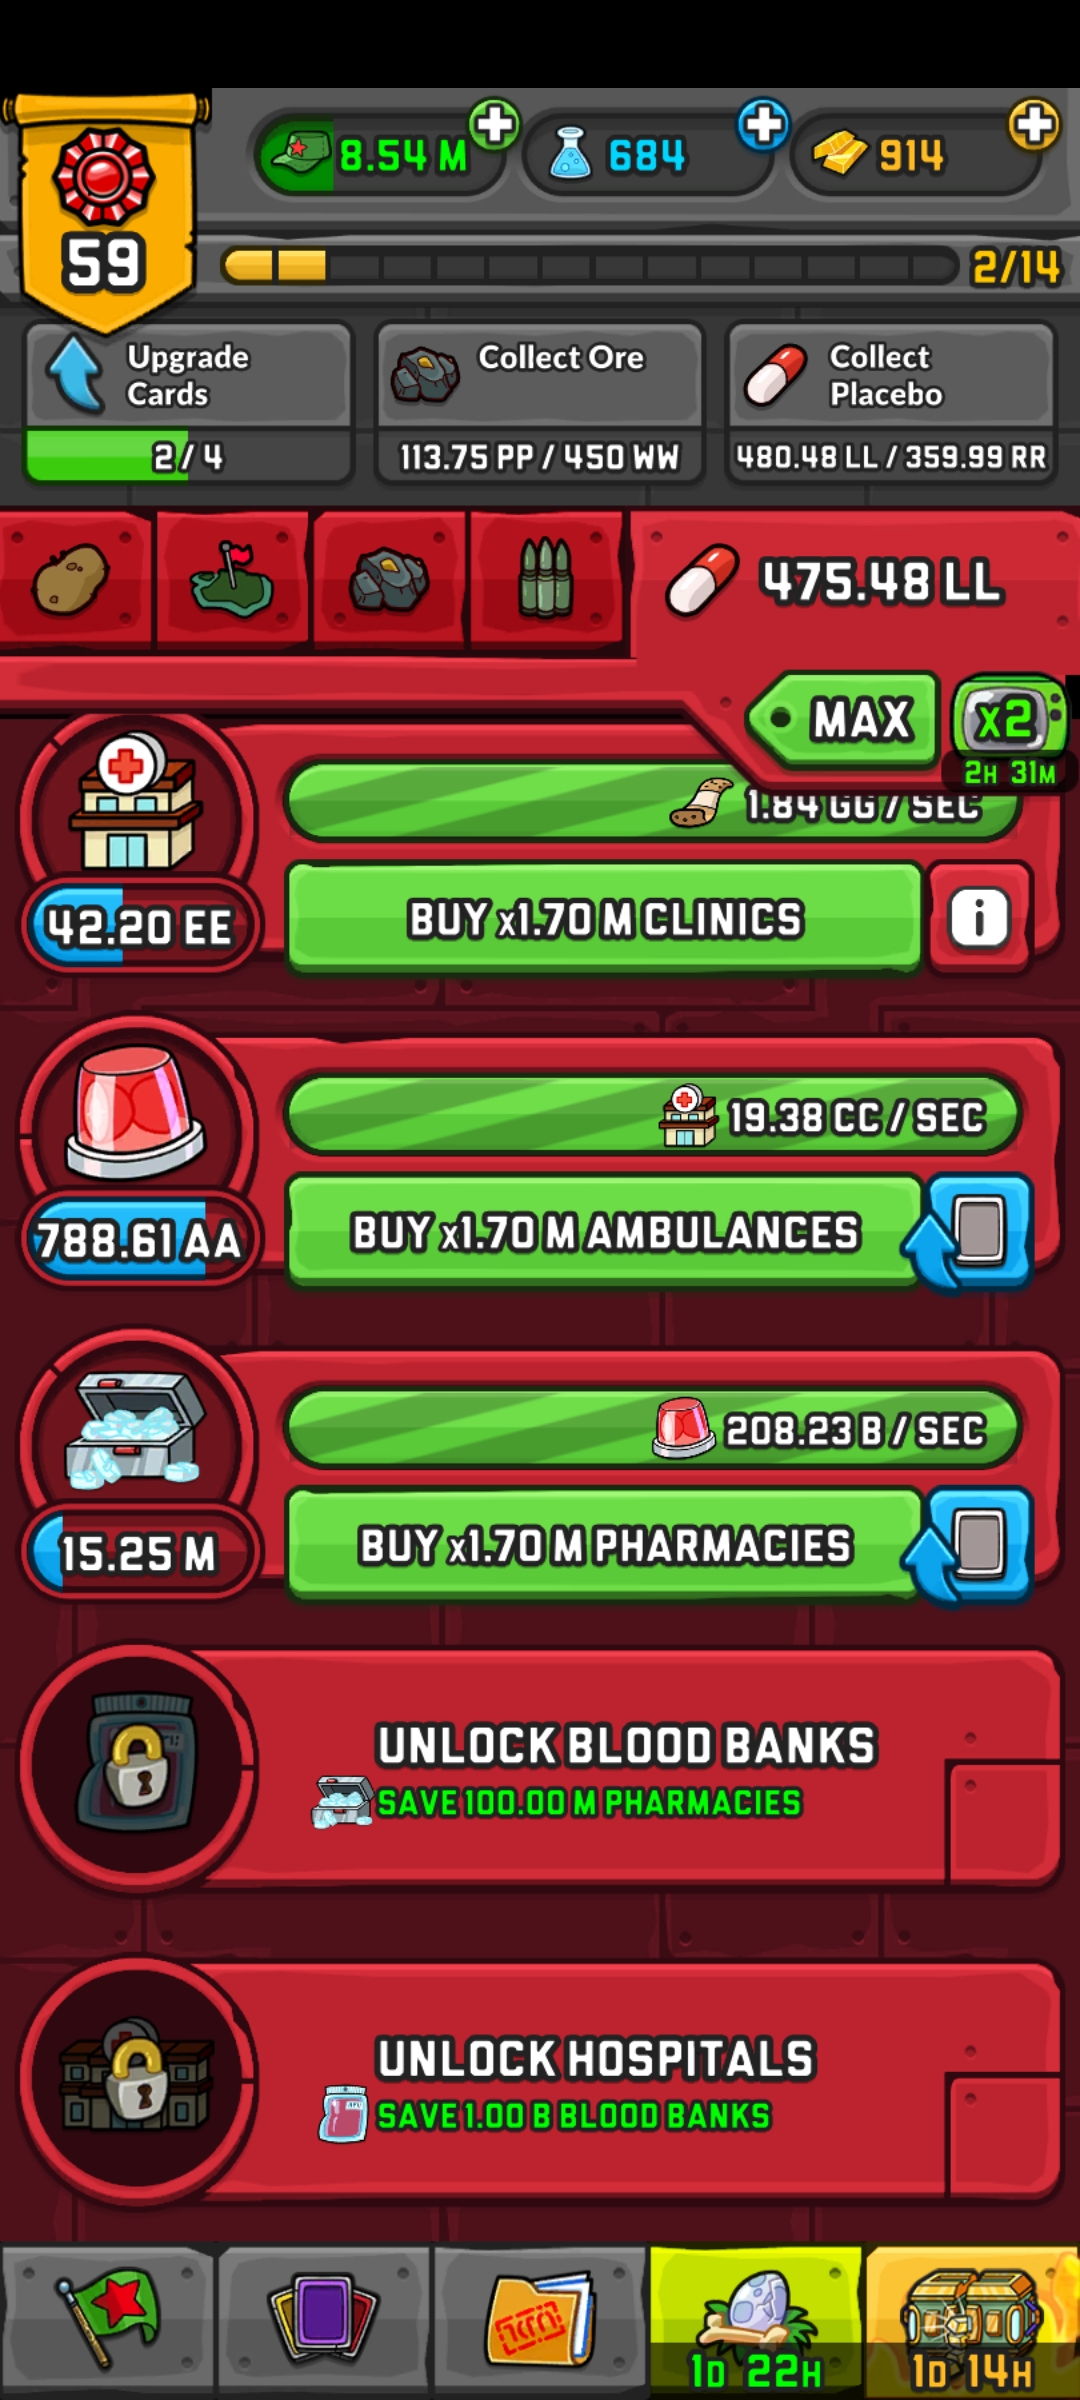 8.54 M
684
914
59
2/14
Upgrade
Cards
2/4
Collect Ore
113.75 PP / 450 WW
Collect
Placebo
480.48 LL / 359.99 RR
475.48 LL
MAX
x2
2H 31M
1.84 GG / SEC
42.20 EE
BUY x1.70 M CLINICS
i
19.38 CC / SEC
788.61 AA
BUY x1.70 M AMBULANCES
208.23 B / SEC
15.25 M
BUY x1.70 M PHARMACIES
UNLOCK BLOOD BANKS
SAVE 100.00 M PHARMACIES
UNLOCK HOSPITALS
SAVE 1.00 B BLOOD BANKS
1D 22H
1D 14H